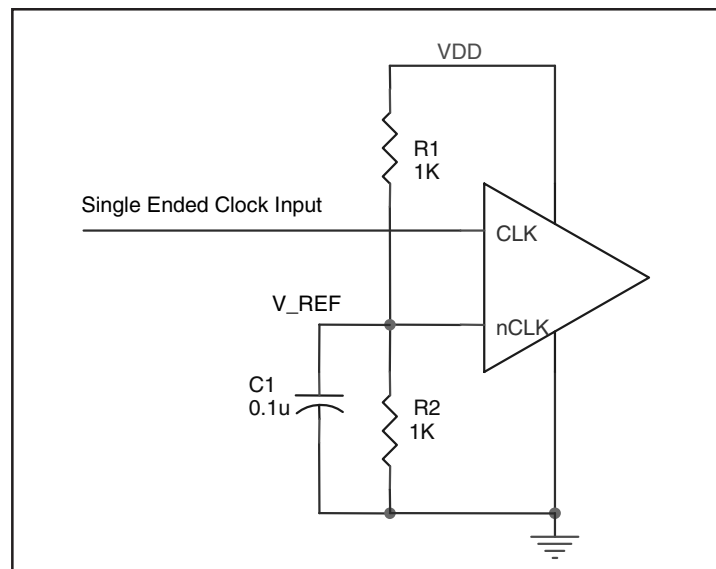 VDD
R1
1K
Single Ended Clock Input
CLK
V_REF
nCLK
C1
0.1u
R2
1K